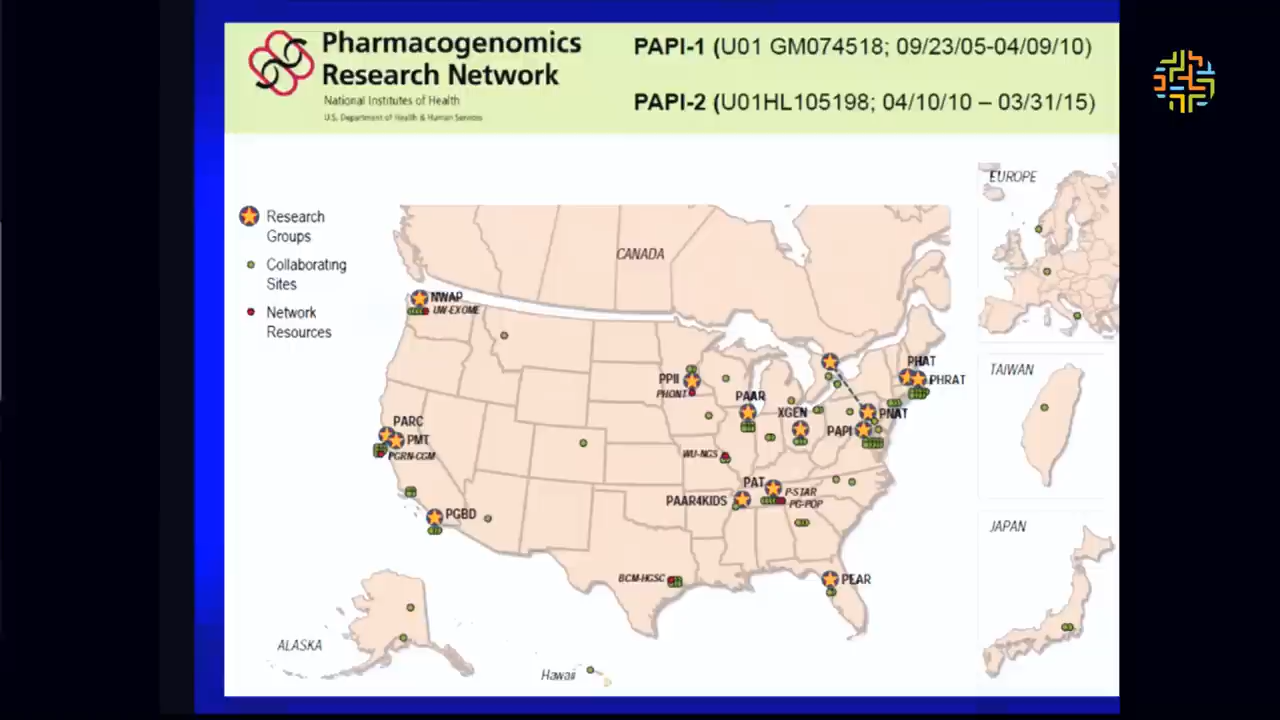 Pharmacogenomics
Research Network
National Institutes of Health
U.S. Department of Health & Human Services
PAPI-1 (U01 GM074518; 09/23/05-04/09/10)
PAPI-2 (U01HL105198; 04/10/10 – 03/31/15)
Research
Groups
Collaborating
Sites
Network
Resources
CANADA
NWAP
UW-EXOME
PPII
PHONT
PAAR
XGEN
PHAT
PHRAT
PNAT
PAPI
PARC
PMT
PGRN-CGM
WU-NGS
PAT
P-STAR
PG-POP
PAAR4KIDS
PGBD
BCM-HGSC
PEAR
ALASKA
Hawaii
EUROPE
TAIWAN
JAPAN